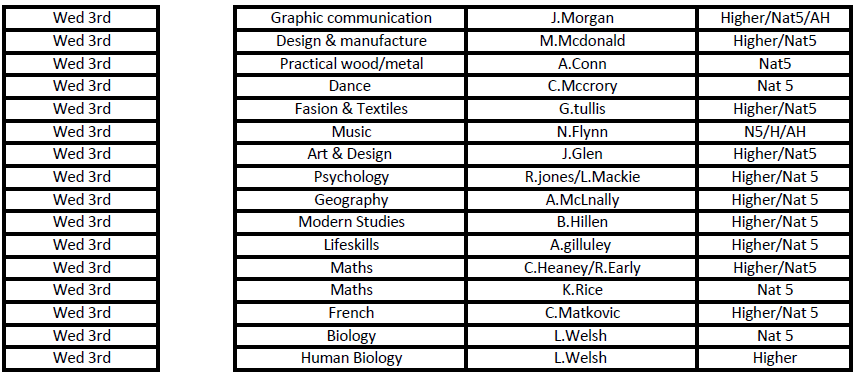 Wed 3rd Graphic communication J.Morgan Higher/Nat5/AH
Wed 3rd Design & manufacture M.Mcdonald Higher/Nat5
Wed 3rd Practical wood/metal A.Conn Nat5
Wed 3rd Dance C.Mccrory Nat 5
Wed 3rd Fasion & Textiles G.tullis Higher/Nat5
Wed 3rd Music N.Flynn N5/H/AH
Wed 3rd Art & Design J.Glen Higher/Nat5
Wed 3rd Psychology R.jones/L.Mackie Higher/Nat 5
Wed 3rd Geography A.McLnally Higher/Nat 5
Wed 3rd Modern Studies B.Hillen Higher/Nat 5
Wed 3rd Lifeskills A.gilluley Higher/Nat 5
Wed 3rd Maths C.Heaney/R.Early Higher/Nat5
Wed 3rd Maths K.Rice Nat 5
Wed 3rd French C.Matkovic Higher/Nat 5
Wed 3rd Biology L.Welsh Nat 5
Wed 3rd Human Biology L.Welsh Higher